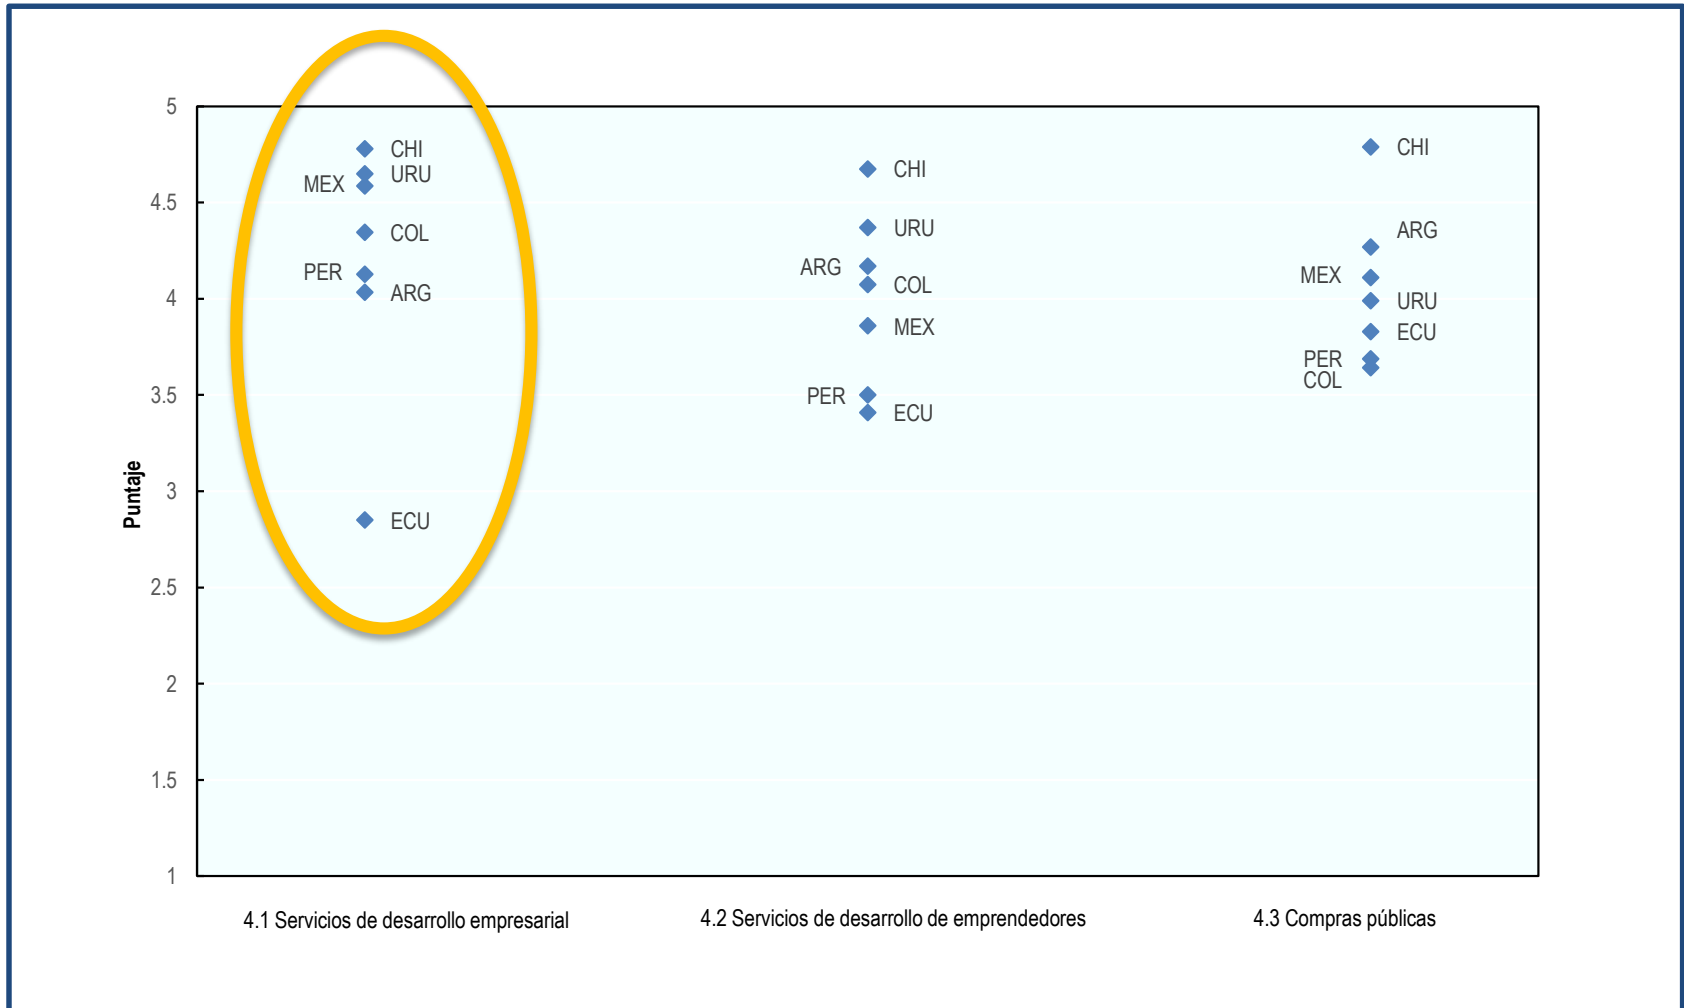 Puntaje
5
4.5
4
3.5
3
2.5
2
1.5
1
CHI
URU
MEX
COL
PER
ARG
ECU
CHI
URU
ARG
COL
MEX
PER
ECU
CHI
ARG
MEX
URU
ECU
PER
COL
4.1 Servicios de desarrollo empresarial
4.2 Servicios de desarrollo de emprendedores
4.3 Compras públicas